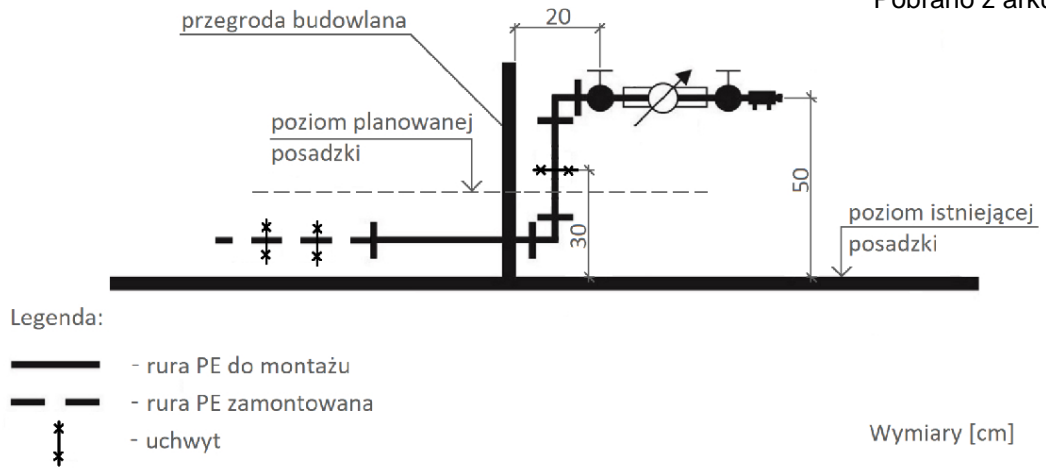 Pobrano z arku
przegroda budowlana
20
poziom planowanej
posadzki
50
30
poziom istniejącej
posadzki
Legenda:
- rura PE do montażu
- rura PE zamontowana
- uchwyt
Wymiary [cm]